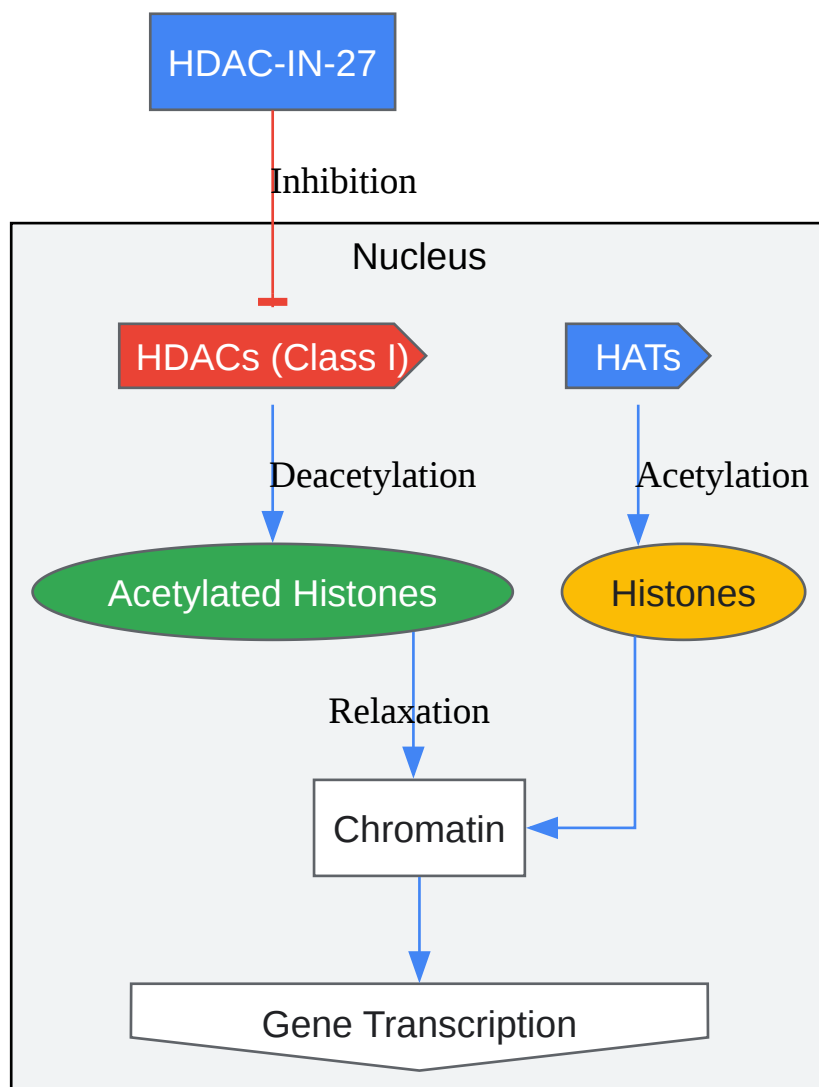 HDAC-IN-27
Inhibition
Nucleus
HDACs (Class I)
HATs
Deacetylation
Acetylation
Acetylated Histones
Histones
Relaxation
Chromatin
Gene Transcription